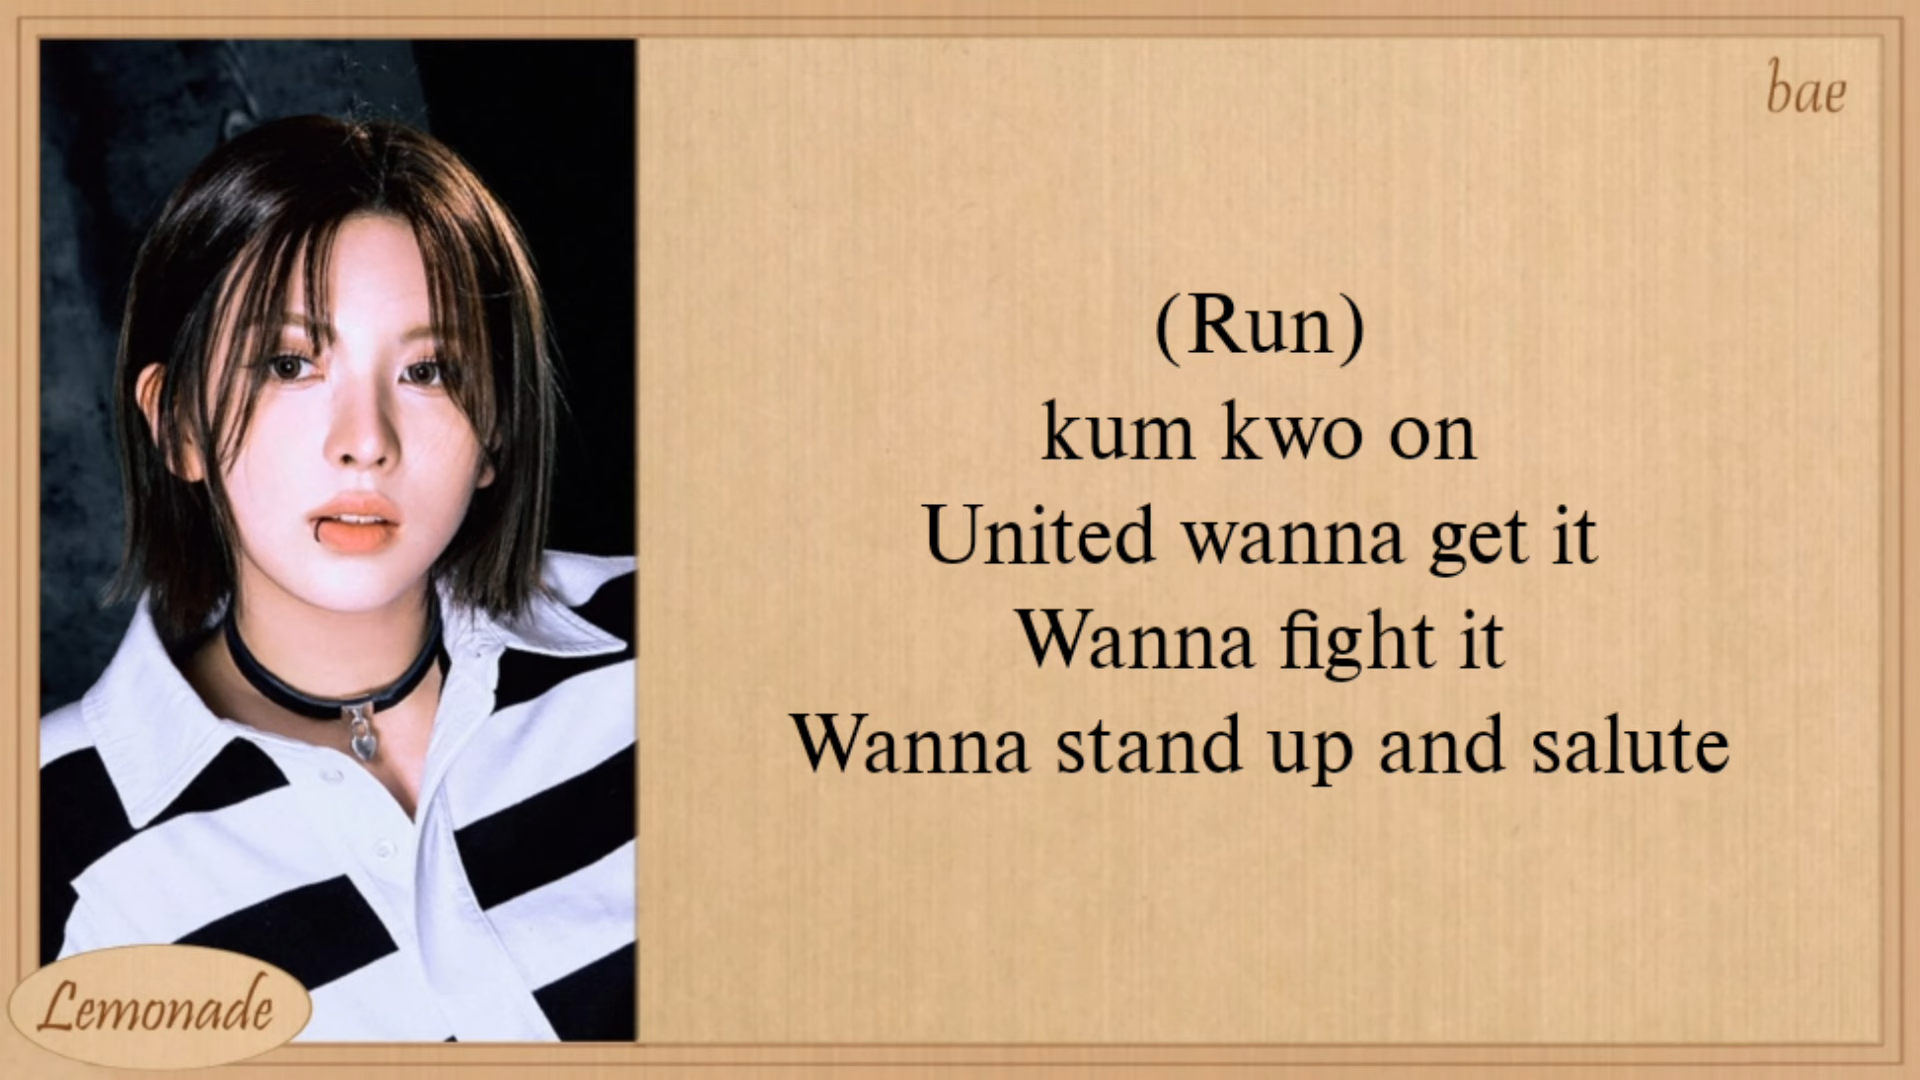 bae
(Run)
kum kwo on
United wanna get it
Wanna fight it
Wanna stand up and salute
Lemonade